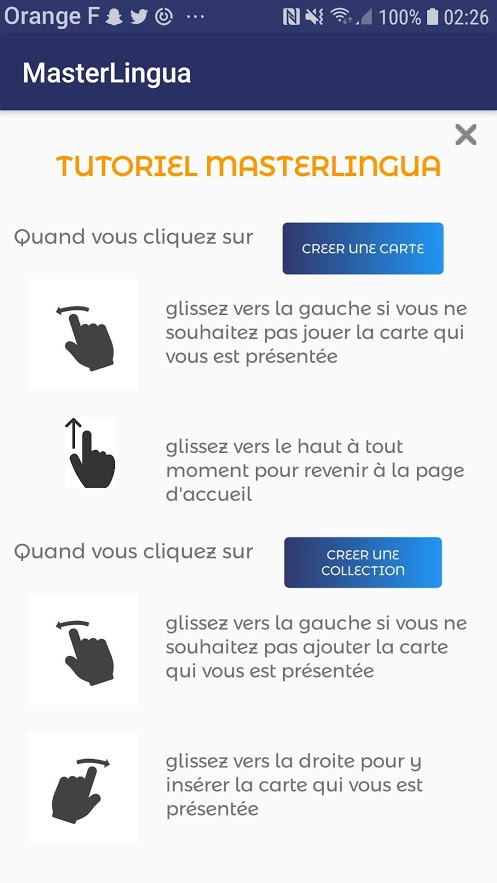 Orange F ... 100% 02:26
MasterLingua
TUTORIEL MASTERLINGUA
Quand vous cliquez sur
CREER UNE CARTE
glissez vers la gauche si vous ne
souhaitez pas jouer la carte qui
vous est présentée
glissez vers le haut à tout
moment pour revenir à la page
d'accueil
Quand vous cliquez sur
CREER UNE
COLLECTION
glissez vers la gauche si vous ne
souhaitez pas ajouter la carte
qui vous est présentée
glissez vers la droite pour y
insérer la carte qui vous est
présentée